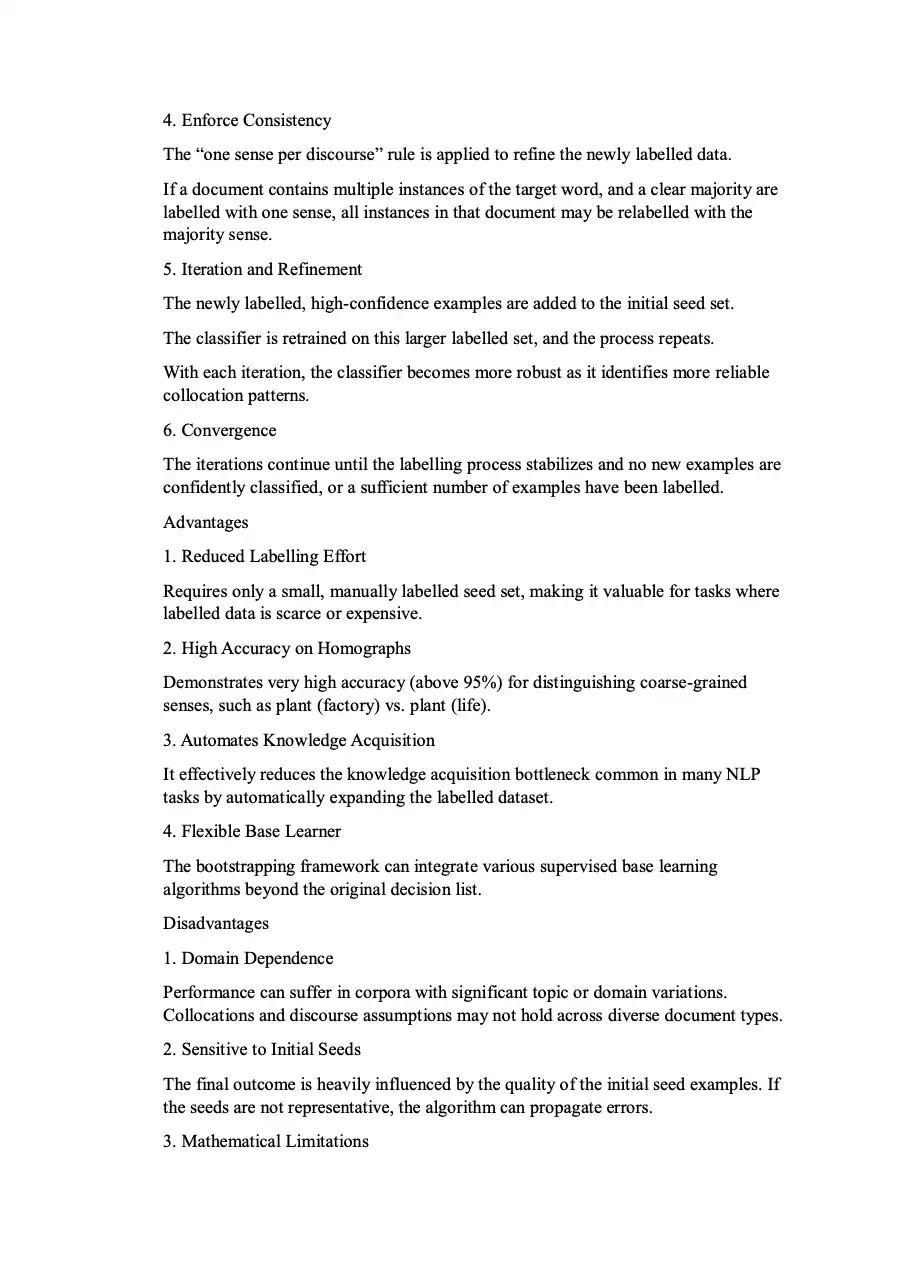 4. Enforce Consistency
The “one sense per discourse” rule is applied to refine the newly labelled data.
If a document contains multiple instances of the target word, and a clear majority are
labelled with one sense, all instances in that document may be relabelled with the
majority sense.
5. Iteration and Refinement
The newly labelled, high-confidence examples are added to the initial seed set.
The classifier is retrained on this larger labelled set, and the process repeats.
With each iteration, the classifier becomes more robust as it identifies more reliable
collocation patterns.
6. Convergence
The iterations continue until the labelling process stabilizes and no new examples are
confidently classified, or a sufficient number of examples have been labelled.
Advantages
1. Reduced Labelling Effort
Requires only a small, manually labelled seed set, making it valuable for tasks where
labelled data is scarce or expensive.
2. High Accuracy on Homographs
Demonstrates very high accuracy (above 95%) for distinguishing coarse-grained
senses, such as plant (factory) vs. plant (life).
3. Automates Knowledge Acquisition
It effectively reduces the knowledge acquisition bottleneck common in many NLP
tasks by automatically expanding the labelled dataset.
4. Flexible Base Learner
The bootstrapping framework can integrate various supervised base learning
algorithms beyond the original decision list.
Disadvantages
1. Domain Dependence
Performance can suffer in corpora with significant topic or domain variations.
Collocations and discourse assumptions may not hold across diverse document types.
2. Sensitive to Initial Seeds
The final outcome is heavily influenced by the quality of the initial seed examples. If
the seeds are not representative, the algorithm can propagate errors.
3. Mathematical Limitations